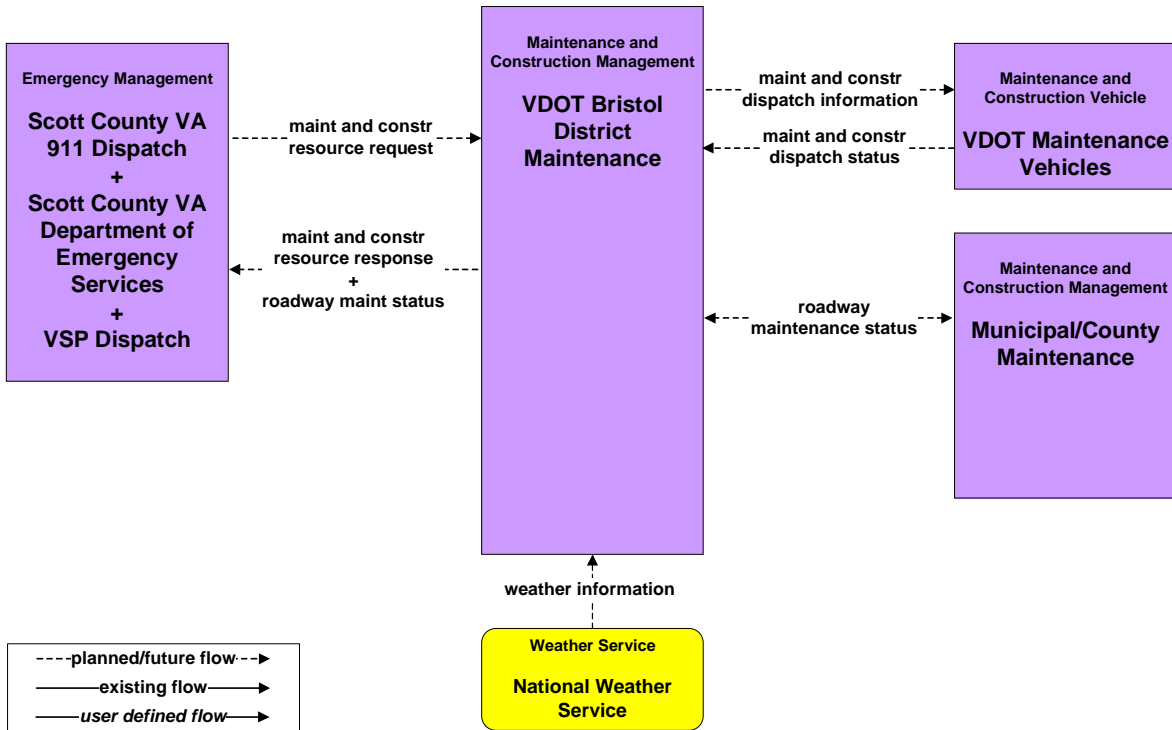 Emergency Management
Scott County VA
911 Dispatch
+
Scott County VA
Department of
Emergency
Services
+
VSP Dispatch
maint and constr
resource request
maint and constr
resource response
+
roadway maint status
Maintenance and
Construction Management
VDOT Bristol
District
Maintenance
maint and constr
dispatch information
maint and constr
dispatch status
Maintenance and
Construction Vehicle
VDOT Maintenance
Vehicles
roadway
maintenance status
Maintenance and
Construction Management
Municipal/County
Maintenance
weather information
Weather Service
National Weather
Service
planned/future flow
existing flow
user defined flow